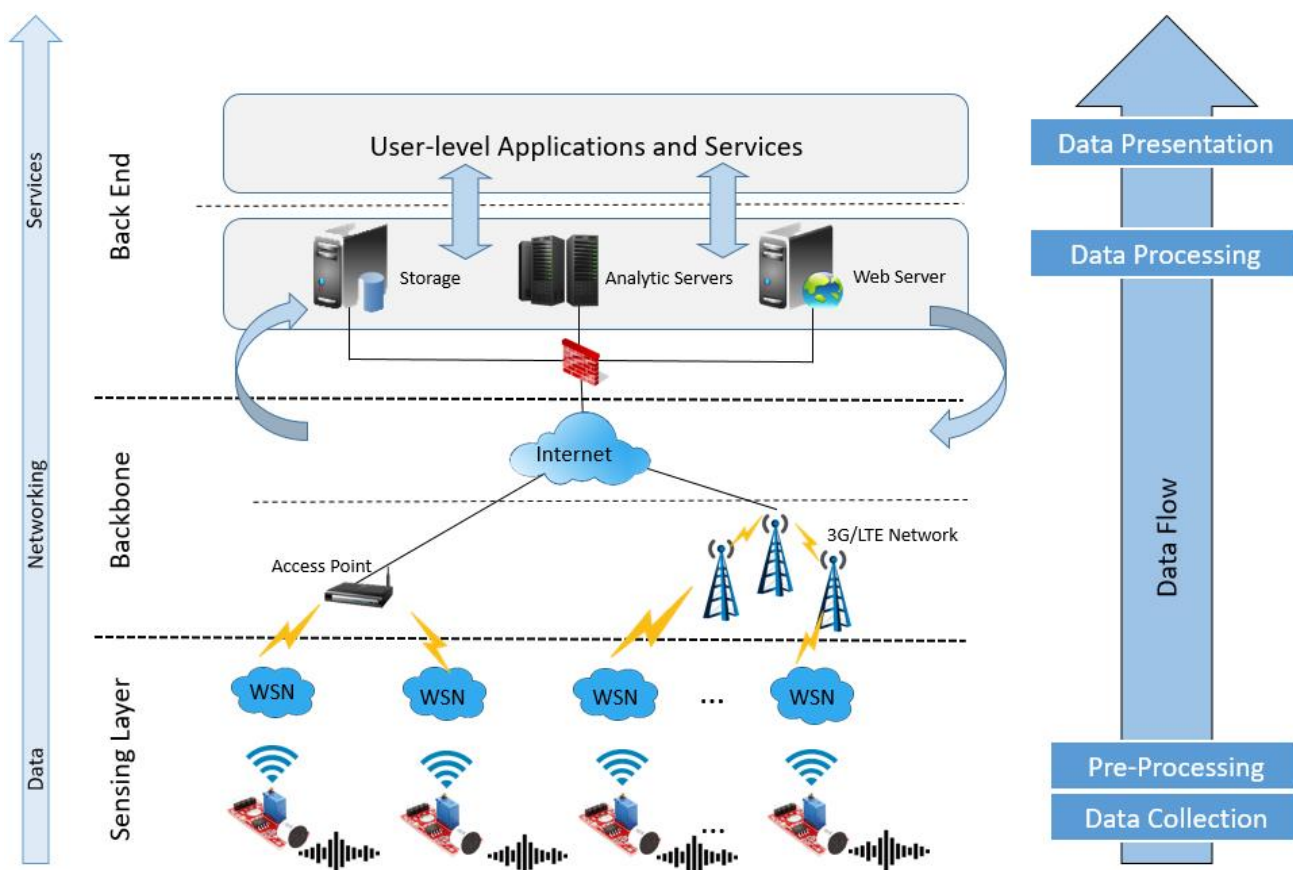 Services
Networking
Data
Back End
Backbone
Sensing Layer
User-level Applications and Services
Storage
Analytic Servers
Web Server
Internet
3G/LTE Network
Access Point
WSN
WSN
WSN
...
WSN
...
Data Presentation
Data Processing
Data Flow
Pre-Processing
Data Collection